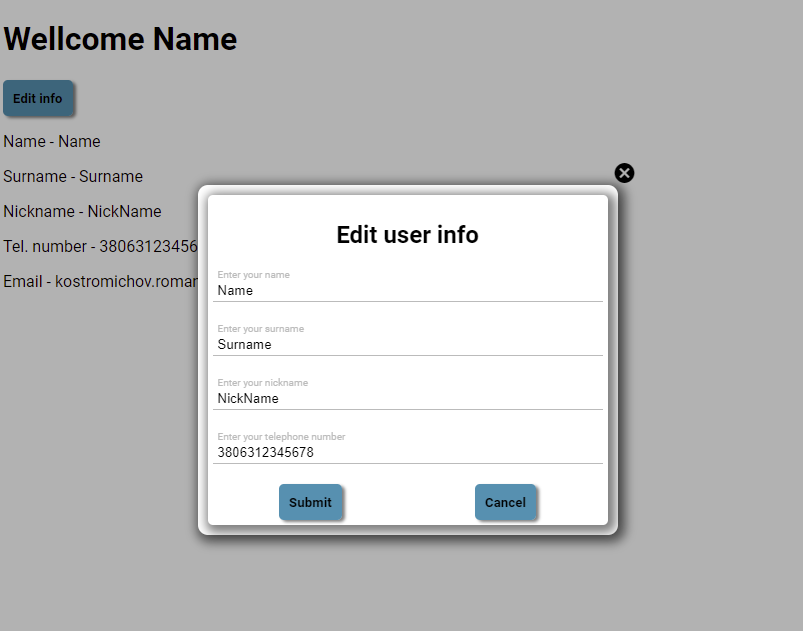 Wellcome Name
Edit info
Name - Name
Surname - Surname
Nickname - NickName
Tel. number - 38063123456
Email - kostromichov.roman
Edit user info
Enter your name
Name
Enter your surname
Surname
Enter your nickname
NickName
Enter your telephone number
3806312345678
Submit
Cancel